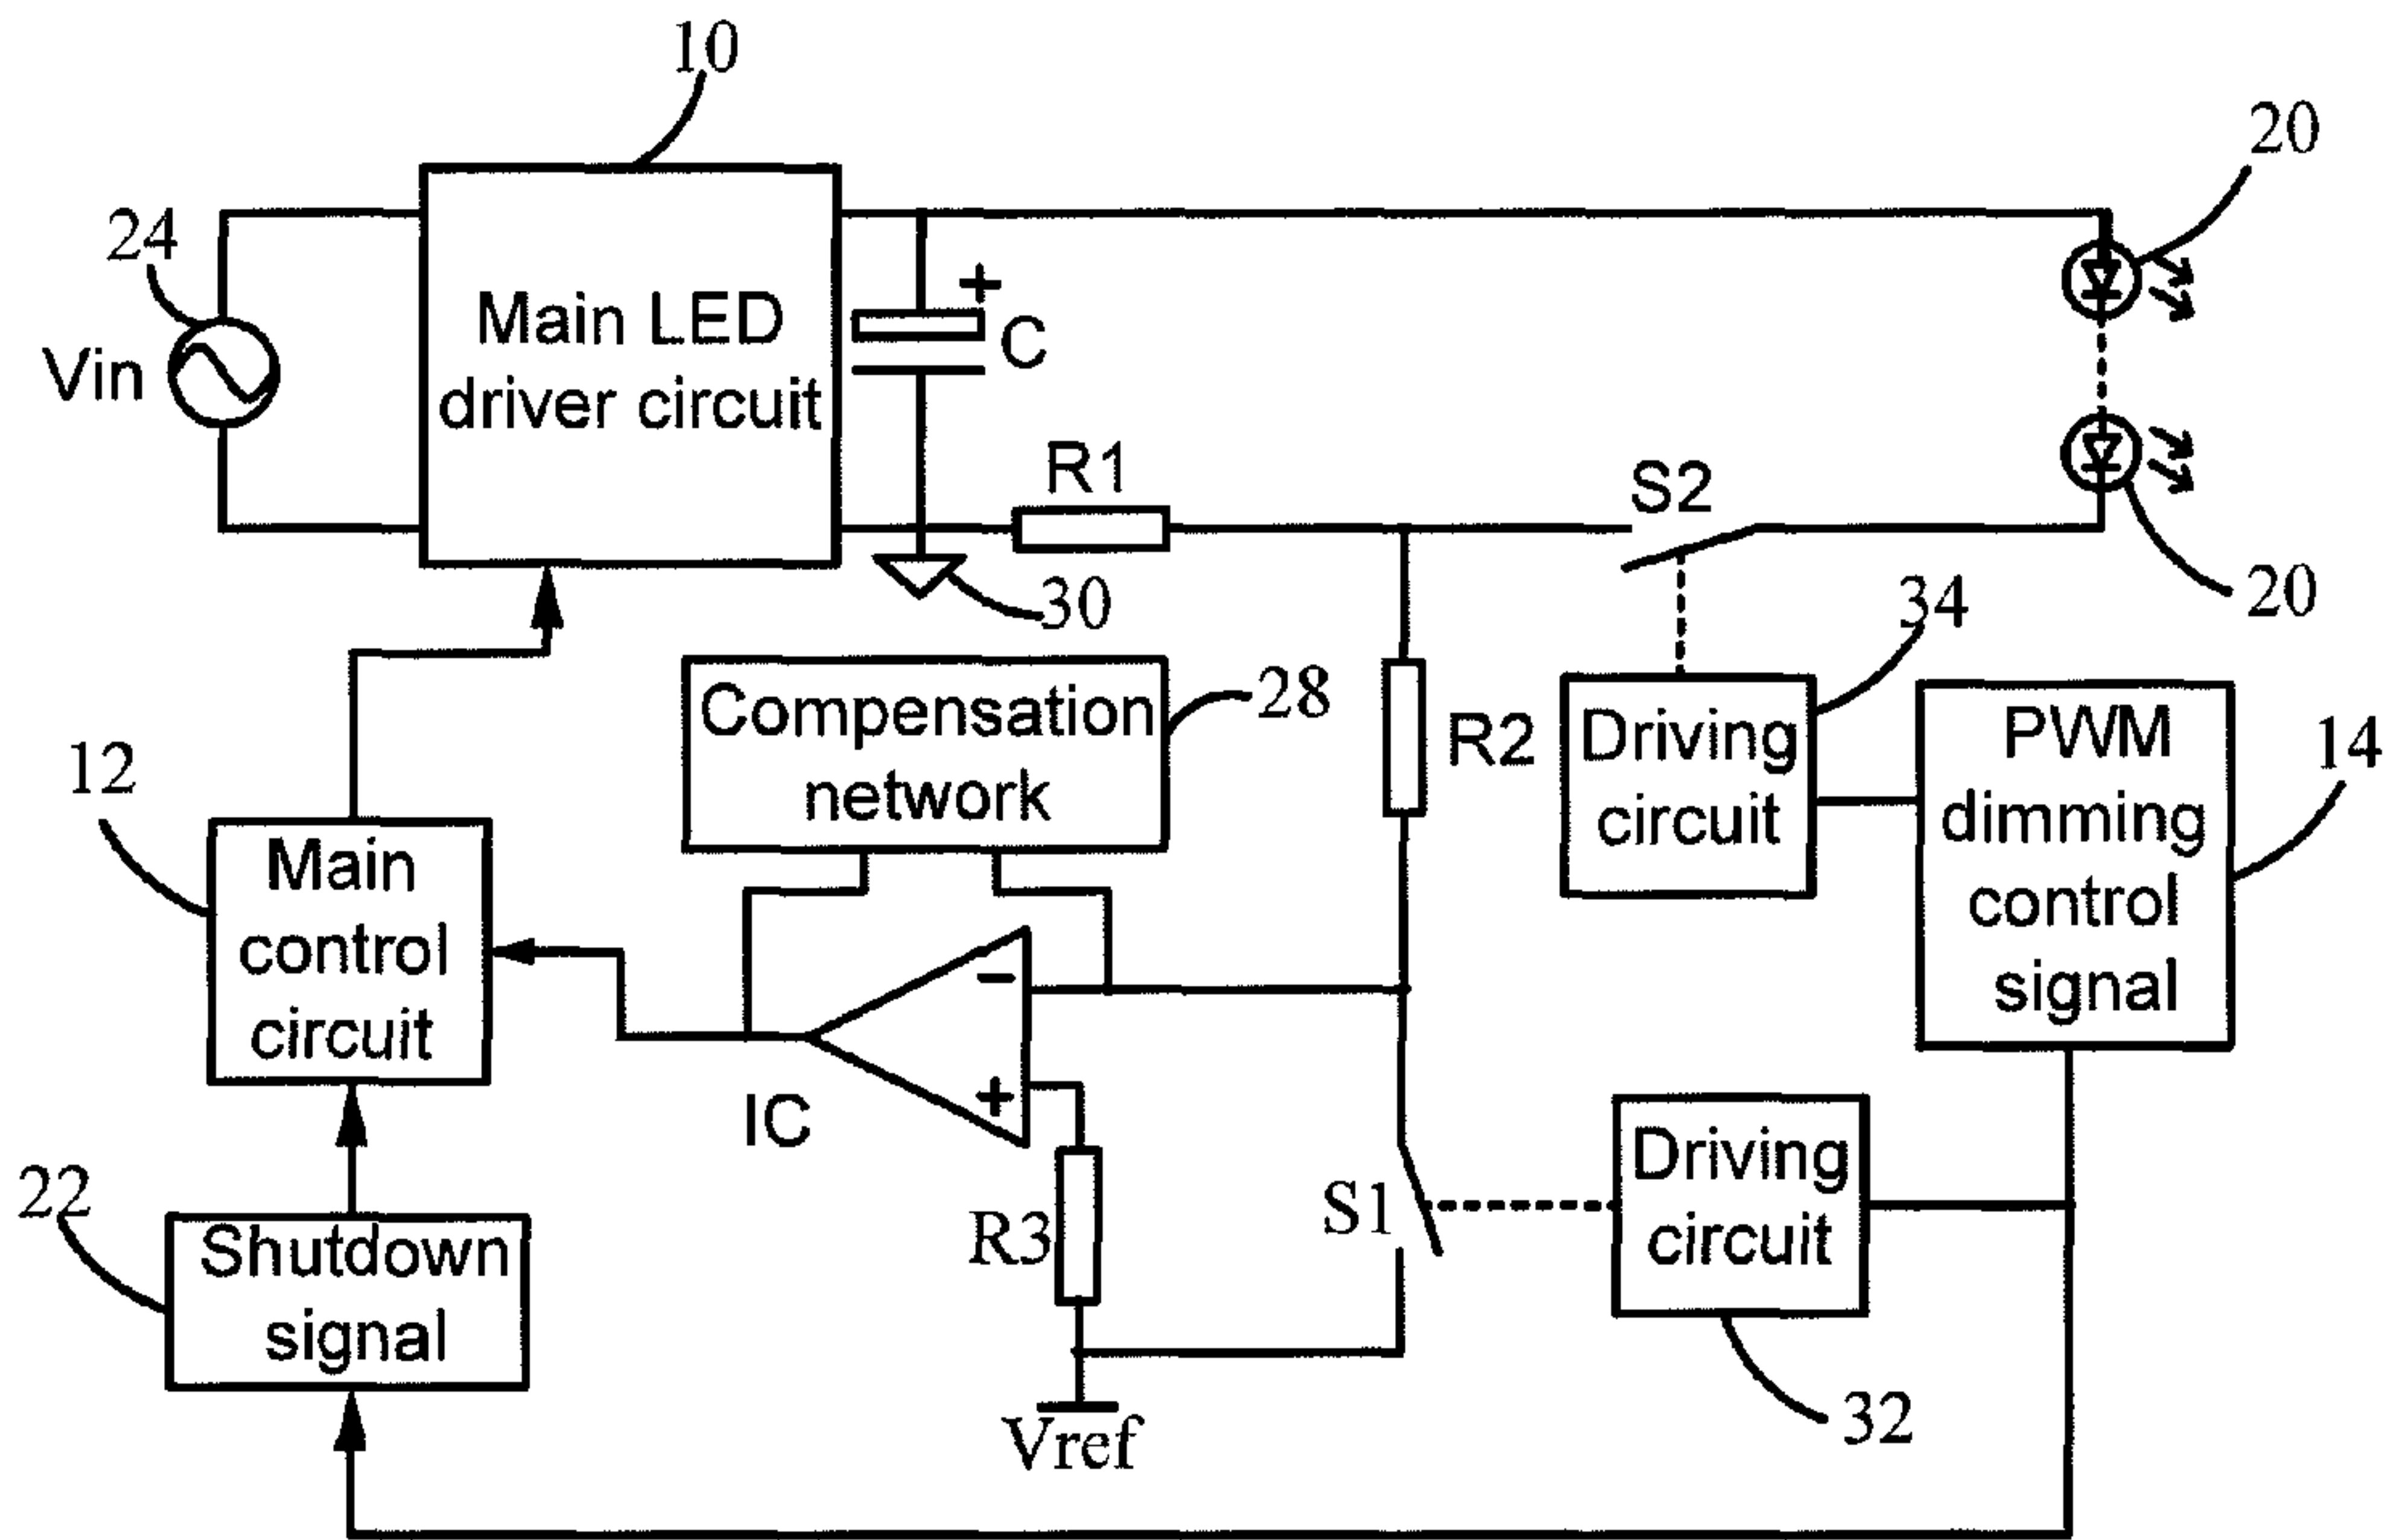 10
20
24
Vin
Main LED
driver circuit
+
C
R1
S2
30
20
34
Compensation
network
28
R2
Driving
circuit
PWM
dimming
control
signal
14
12
Main
control
circuit
−
+
IC
R3
S1
Driving
circuit
22
Shutdown
signal
Vref
32